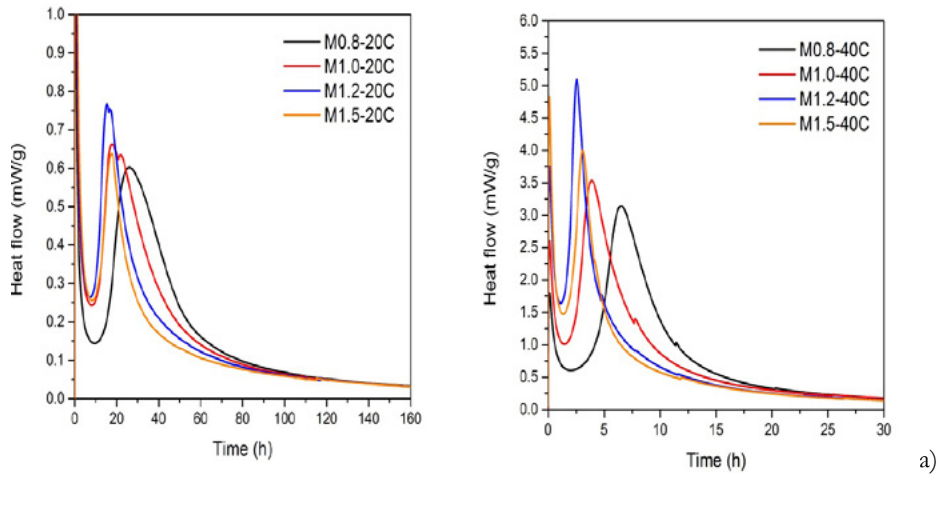 1.0
0.9
0.8
0.7
0.6
0.5
0.4
0.3
0.2
0.1
0.0
Heat flow (mW/g)
M0.8-20C
M1.0-20C
M1.2-20C
M1.5-20C
0 20 40 60 80 100 120 140 160
Time (h)
6.0
5.5
5.0
4.5
4.0
3.5
3.0
2.5
2.0
1.5
1.0
0.5
0.0
Heat flow (mW/g)
M0.8-40C
M1.0-40C
M1.2-40C
M1.5-40C
0 5 10 15 20 25 30
Time (h)
a)